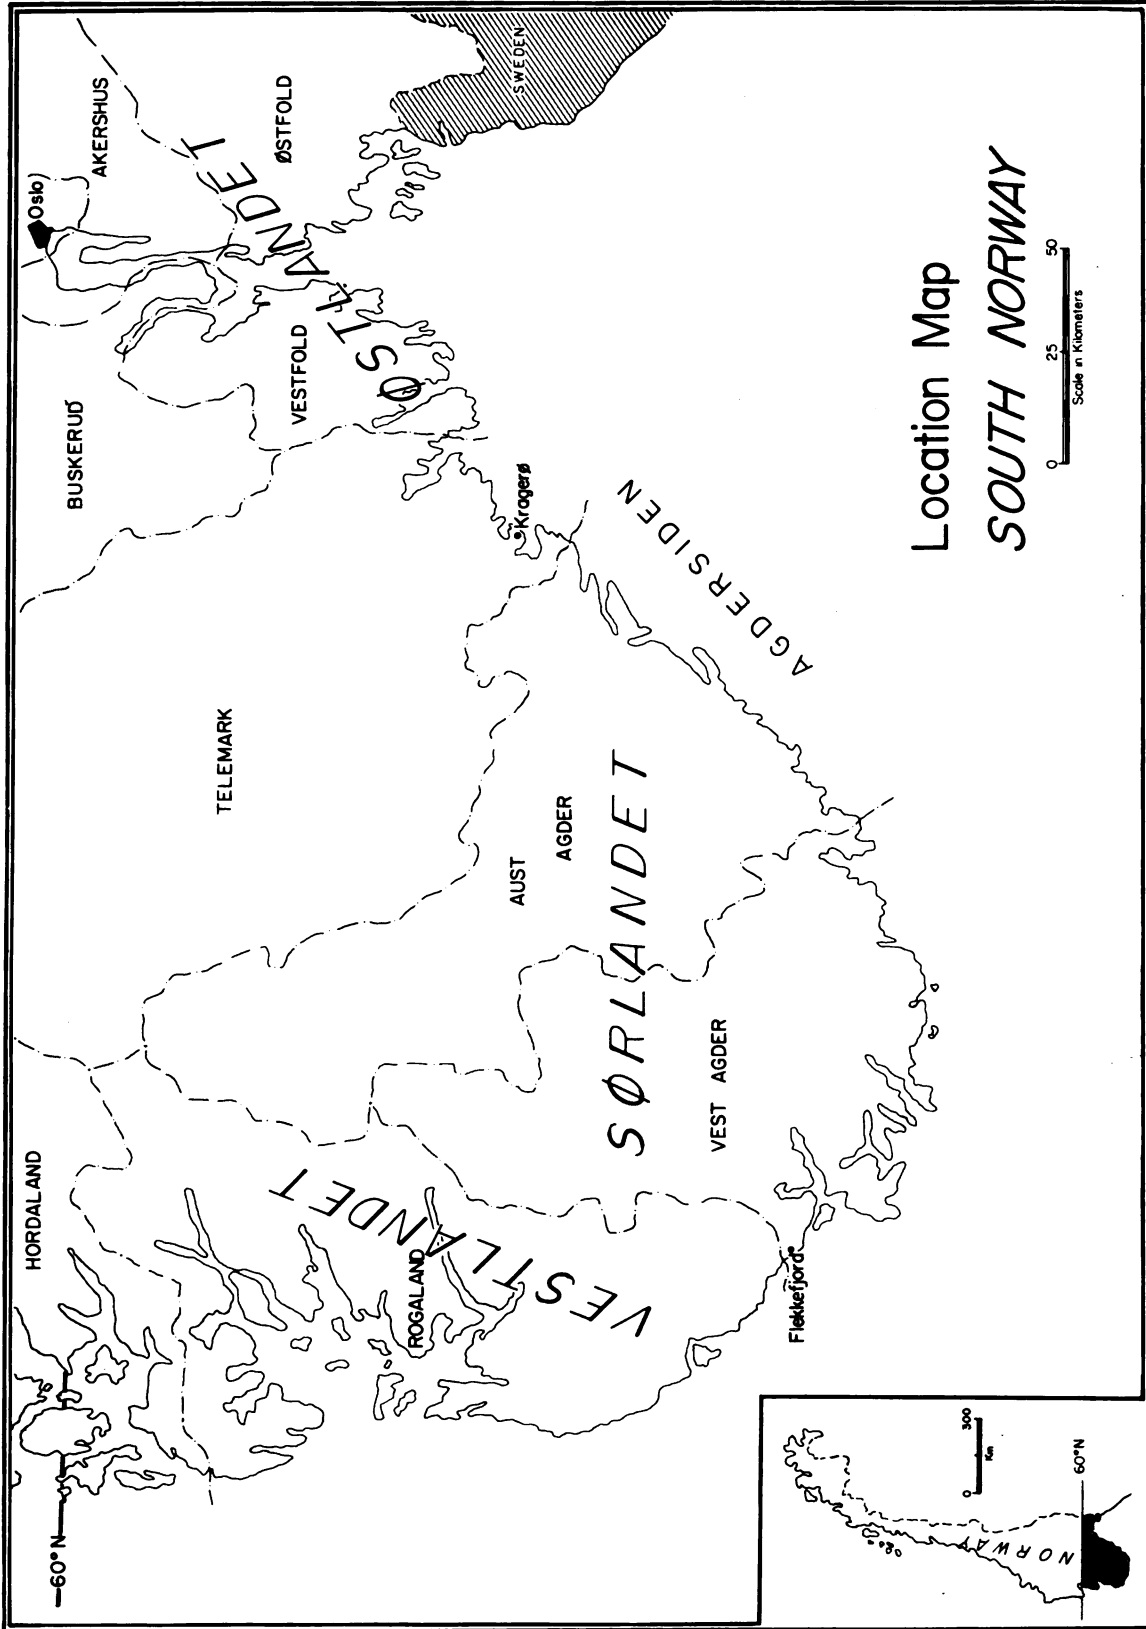 60°N
HORDALAND
BUSKERUD
Oslo
AKERSHUS
ØSTFOLD
SWEDEN
VESTFOLD
ØSTLANDET
TELEMARK
Kragerø
AGDERSIDEN
AUST
AGDER
SØRLANDET
VEST AGDER
VESTLANDET
ROGALAND
Flekkefjord
Location Map
SOUTH NORWAY
0 25 50
Scale in Kilometers
0 300
Km
NORWAY
60°N